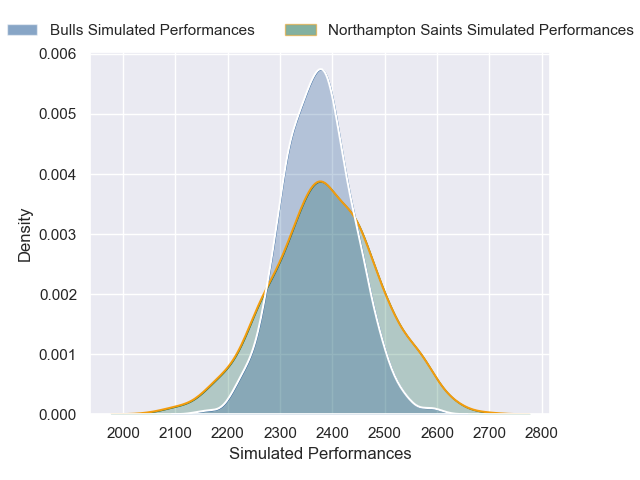 Bulls Simulated Performances
Northampton Saints Simulated Performances
0.006
0.005
0.004
0.003
0.002
0.001
0.000
Density
2000 2100 2200 2300 2400 2500 2600 2700 2800
Simulated Performances